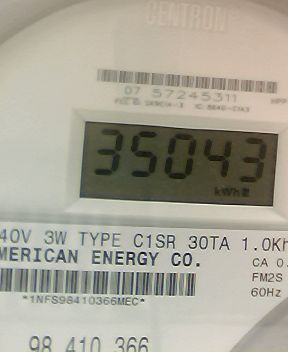 CENTRON
07 57245311
35043
kWh
40V 3W TYPE C1SR 30TA 1.0Kh
MERICAN ENERGY CO.
CA 0.
FM2S
60Hz
*1NFS98410366MEC*
98 410 366